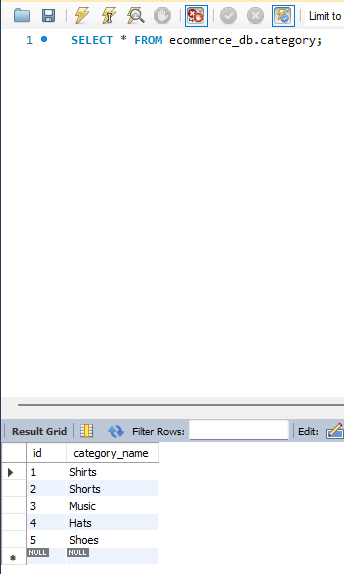 Limit to
1 SELECT * FROM ecommerce_db.category;
Result Grid Filter Rows: Edit:
id category_name
1 Shirts
2 Shorts
3 Music
4 Hats
5 Shoes
NULL NULL